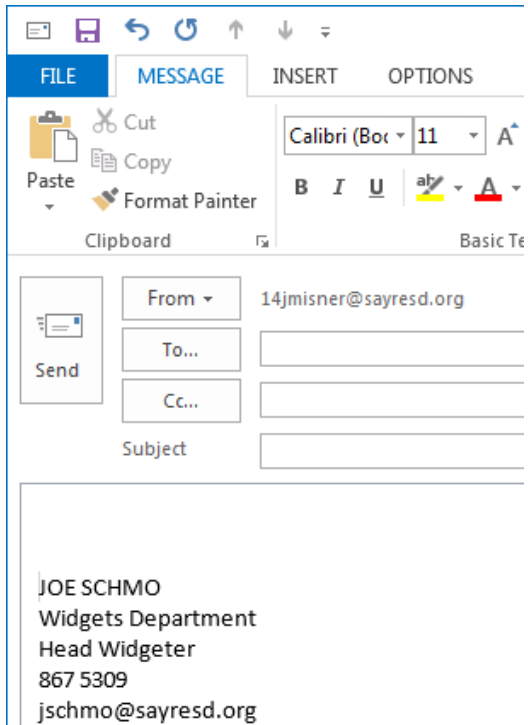 FILE MESSAGE INSERT OPTIONS
Cut
Copy
Paste
Format Painter
Clipboard
Calibri (Boc 11 A
B I U ab A
Basic Te
From 14jmisner@sayresd.org
To...
Send
Cc...
Subject
JOE SCHMO
Widgets Department
Head Widgeter
867 5309
jschmo@sayresd.org